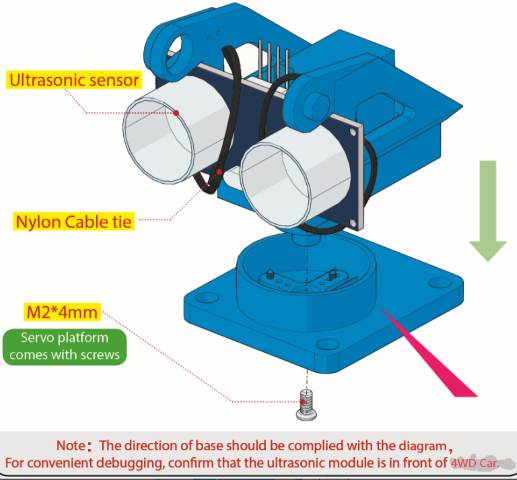 Ultrasonic sensor
Nylon Cable tie
M2*4mm
Servo platform
comes with screws
Note：The direction of base should be complied with the diagram，
For convenient debugging, confirm that the ultrasonic module is in front of 4WD Car.